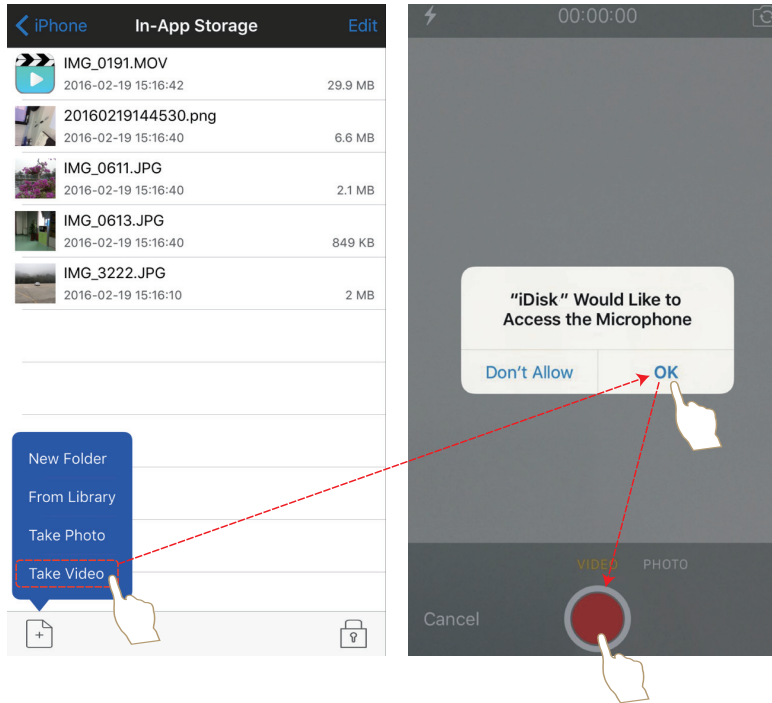 iPhone In-App Storage Edit
IMG_0191.MOV
2016-02-19 15:16:42 29.9 MB
20160219144530.png
2016-02-19 15:16:40 6.6 MB
IMG_0611.JPG
2016-02-19 15:16:40 2.1 MB
IMG_0613.JPG
2016-02-19 15:16:40 849 KB
IMG_3222.JPG
2016-02-19 15:16:10 2 MB
New Folder
From Library
Take Photo
Take Video
00:00:00
“iDisk” Would Like to
Access the Microphone
Don't Allow OK
VIDEO PHOTO
Cancel